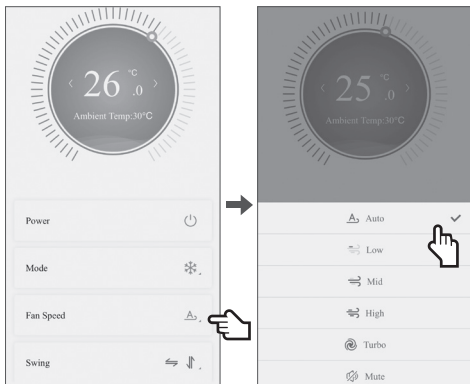 26.0 °C
Ambient Temp:30°C
Power
Mode
Fan Speed
A
Swing
25.0 °C
Ambient Temp:30°C
A Auto
Low
Mid
High
Turbo
Mute